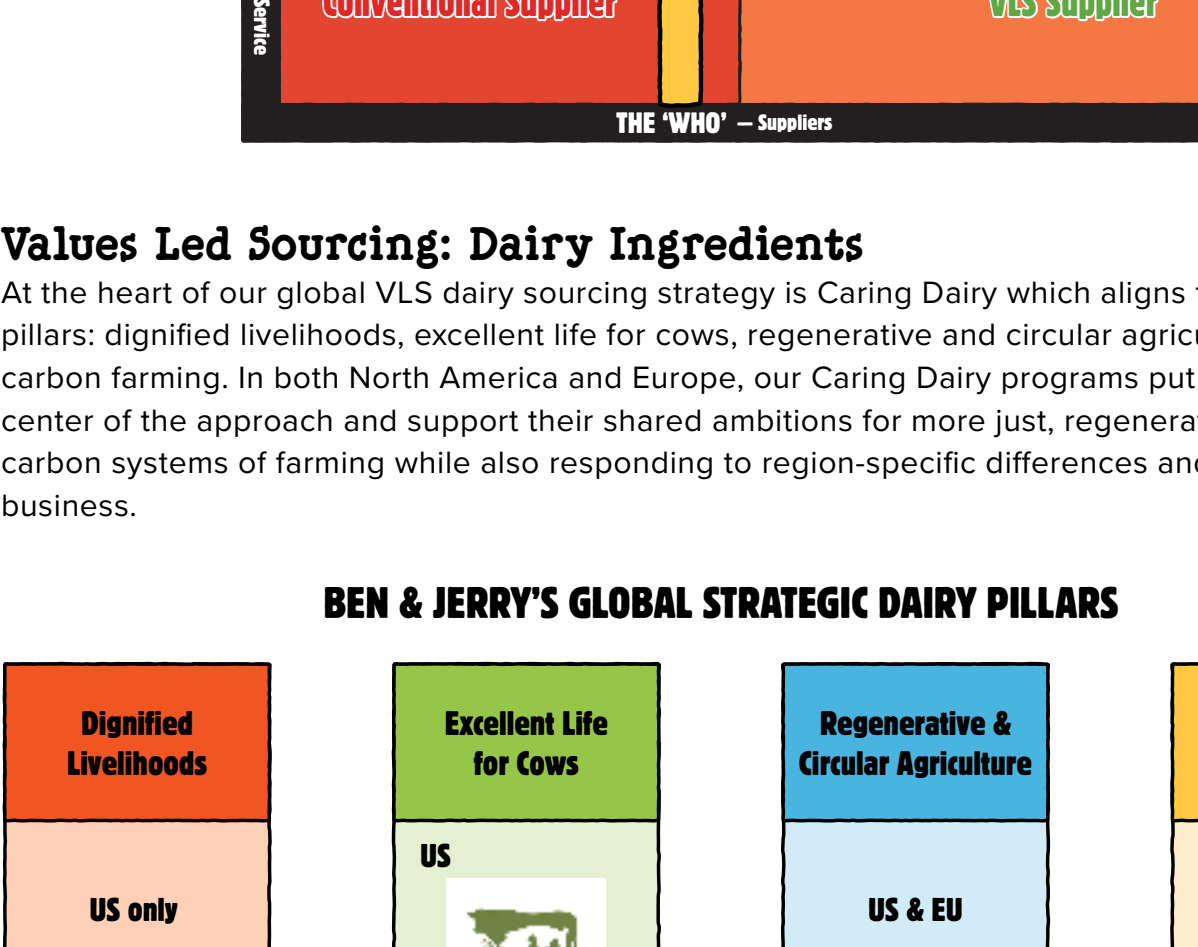 Conventional Supplier
VLS Supplier
Service
THE ‘WHO’ – Suppliers
Values Led Sourcing: Dairy Ingredients
At the heart of our global VLS dairy sourcing strategy is Caring Dairy which aligns
pillars: dignified livelihoods, excellent life for cows, regenerative and circular
carbon farming. In both North America and Europe, our Caring Dairy programs put
center of the approach and support their shared ambitions for more just,
carbon systems of farming while also responding to region-specific differences
business.
BEN & JERRY’S GLOBAL STRATEGIC DAIRY PILLARS
Dignified
Livelihoods
Excellent Life
for Cows
Regenerative &
Circular Agriculture
US
US only
US & EU